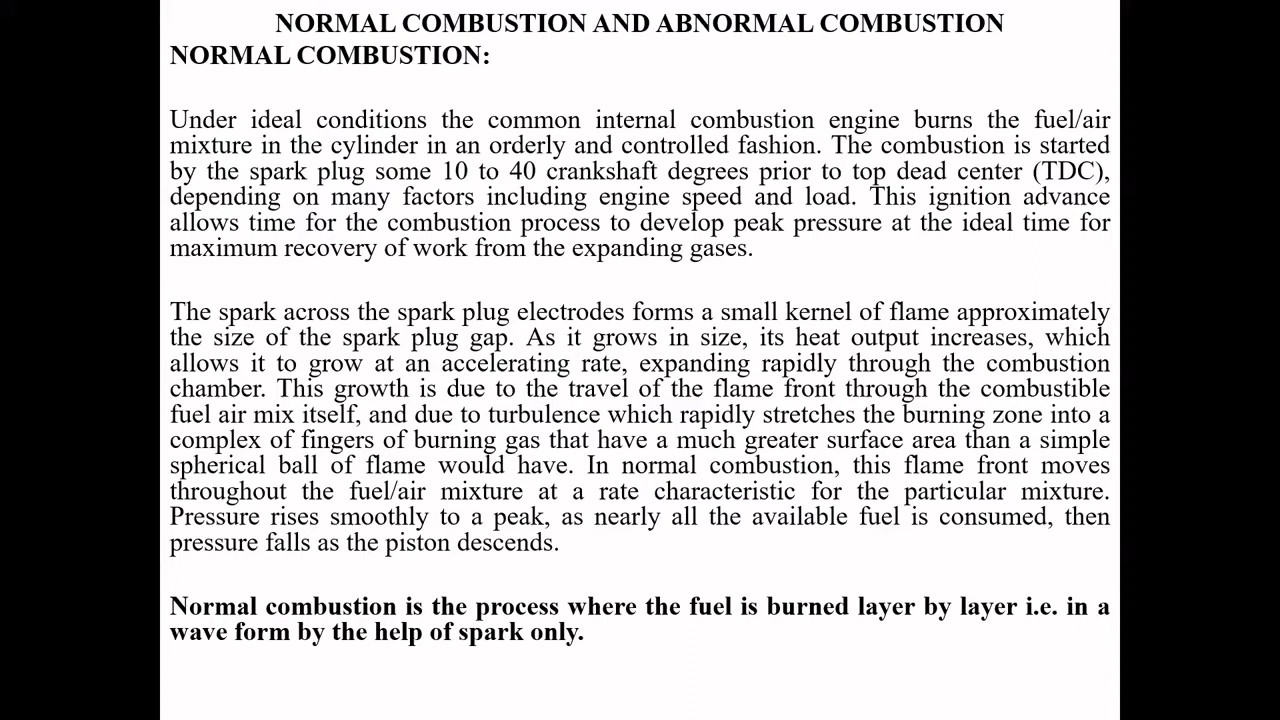 NORMAL COMBUSTION AND ABNORMAL COMBUSTION
NORMAL COMBUSTION:
Under ideal conditions the common internal combustion engine burns the fuel/air
mixture in the cylinder in an orderly and controlled fashion. The combustion is started
by the spark plug some 10 to 40 crankshaft degrees prior to top dead center (TDC),
depending on many factors including engine speed and load. This ignition advance
allows time for the combustion process to develop peak pressure at the ideal time for
maximum recovery of work from the expanding gases.
The spark across the spark plug electrodes forms a small kernel of flame approximately
the size of the spark plug gap. As it grows in size, its heat output increases, which
allows it to grow at an accelerating rate, expanding rapidly through the combustion
chamber. This growth is due to the travel of the flame front through the combustible
fuel air mix itself, and due to turbulence which rapidly stretches the burning zone into a
complex of fingers of burning gas that have a much greater surface area than a simple
spherical ball of flame would have. In normal combustion, this flame front moves
throughout the fuel/air mixture at a rate characteristic for the particular mixture.
Pressure rises smoothly to a peak, as nearly all the available fuel is consumed, then
pressure falls as the piston descends.
Normal combustion is the process where the fuel is burned layer by layer i.e. in a
wave form by the help of spark only.